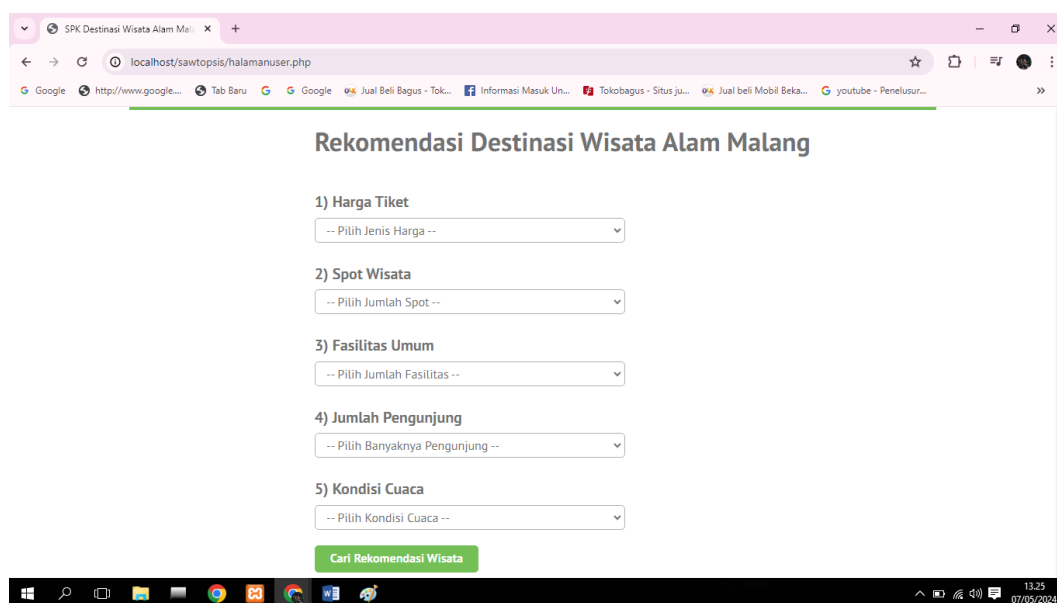 SPK Destinasi Wisata Alam Mal
localhost/sawtopsis/halamanuser.php
Google http://www.google.... Tab Baru Google Jual Beli Bagus - Tok... Informasi Masuk Un... Tokobagus - Situs ju... Jual beli Mobil Beka... youtube - Penelusur...
Rekomendasi Destinasi Wisata Alam Malang
1) Harga Tiket
-- Pilih Jenis Harga --
2) Spot Wisata
-- Pilih Jumlah Spot --
3) Fasilitas Umum
-- Pilih Jumlah Fasilitas --
4) Jumlah Pengunjung
-- Pilih Banyaknya Pengunjung --
5) Kondisi Cuaca
-- Pilih Kondisi Cuaca --
Cari Rekomendasi Wisata
13.25
07/05/2024